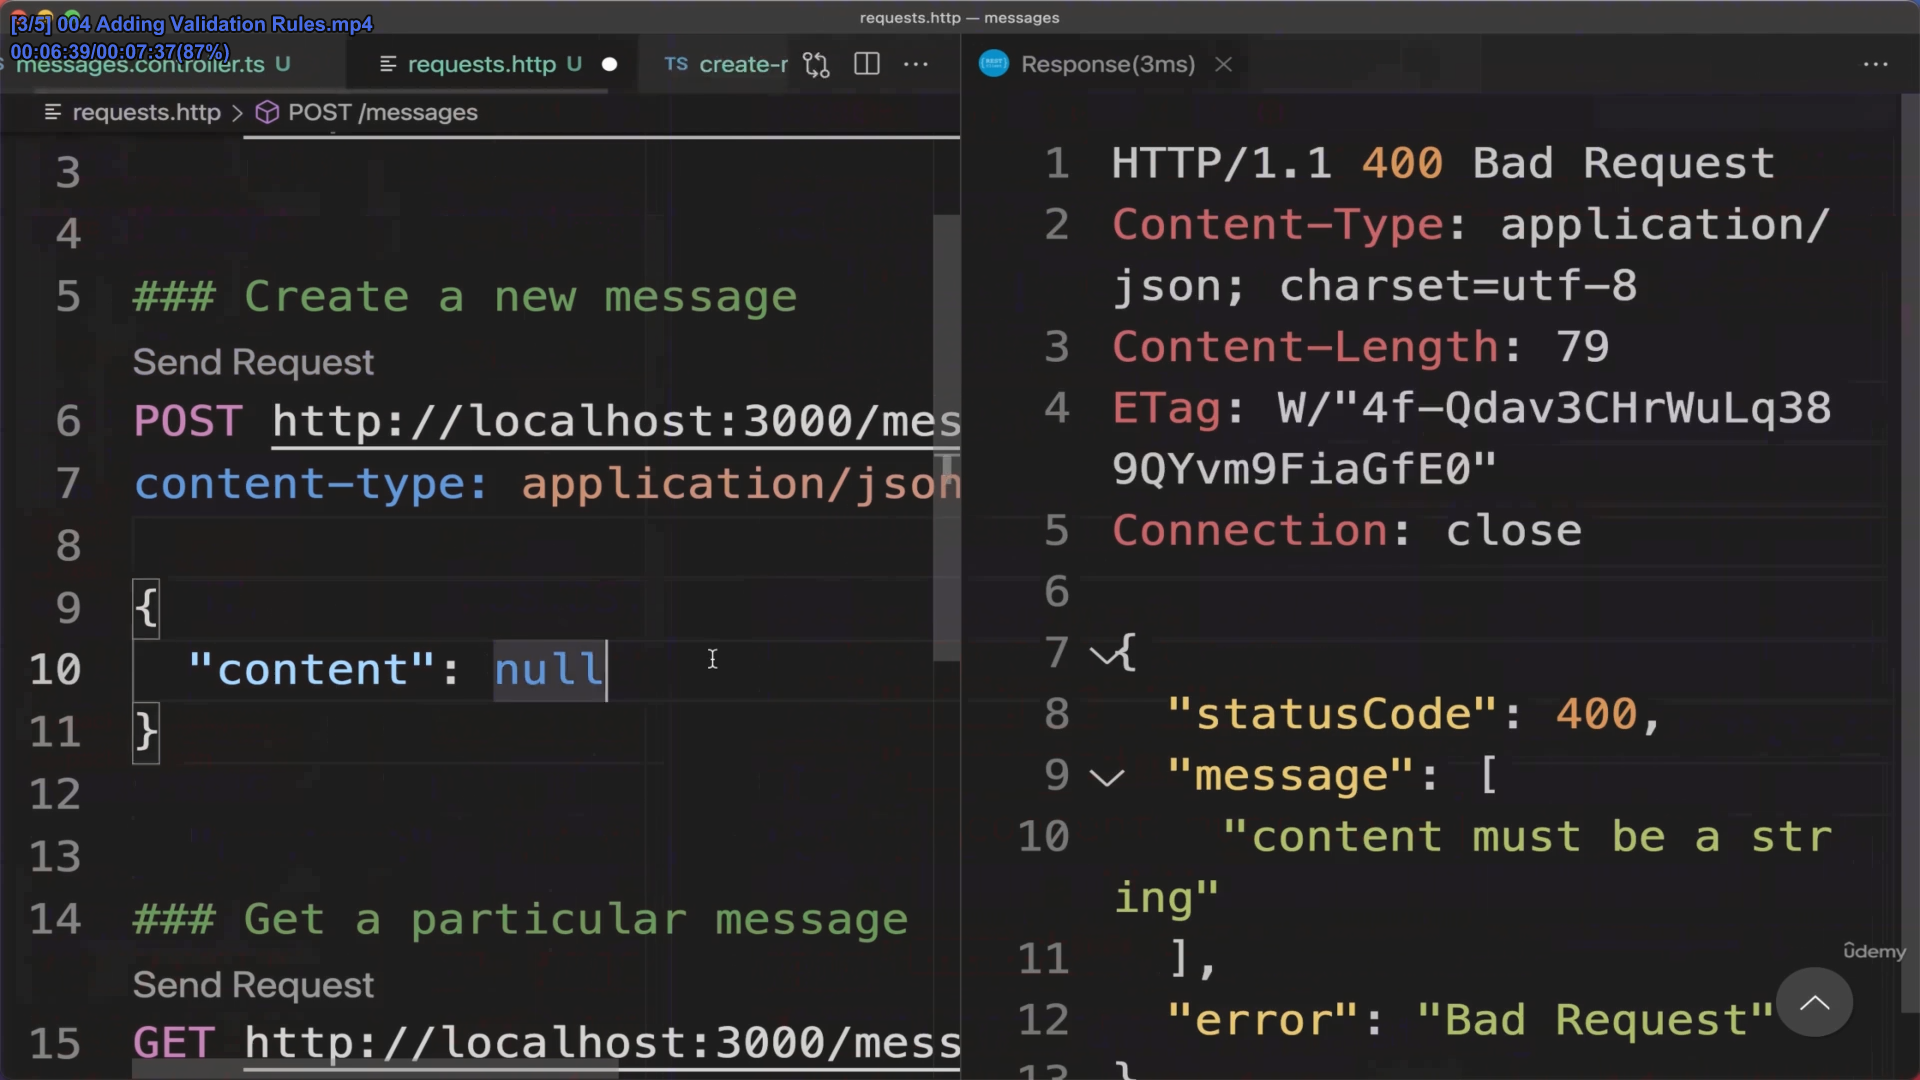 requests.http — messages
[3/5] 004 Adding Validation Rules.mp4
00:06:39/00:07:37(87%)
messages.controller.ts U
requests.http U
TS create-r
Response(3ms)
requests.http > POST /messages
3
4
5 ### Create a new message
Send Request
6 POST http://localhost:3000/mes
7 content-type: application/json
8
9 {
10 "content": null
11 }
12
13
14 ### Get a particular message
Send Request
15 GET http://localhost:3000/mess
1 HTTP/1.1 400 Bad Request
2 Content-Type: application/
json; charset=utf-8
3 Content-Length: 79
4 ETag: W/"4f-Qdav3CHrWuLq38
9QYvm9FiaGfE0"
5 Connection: close
6
7 {
8 "statusCode": 400,
9 "message": [
10 "content must be a str
ing"
11 ],
12 "error": "Bad Request"
13 }
ûdemy